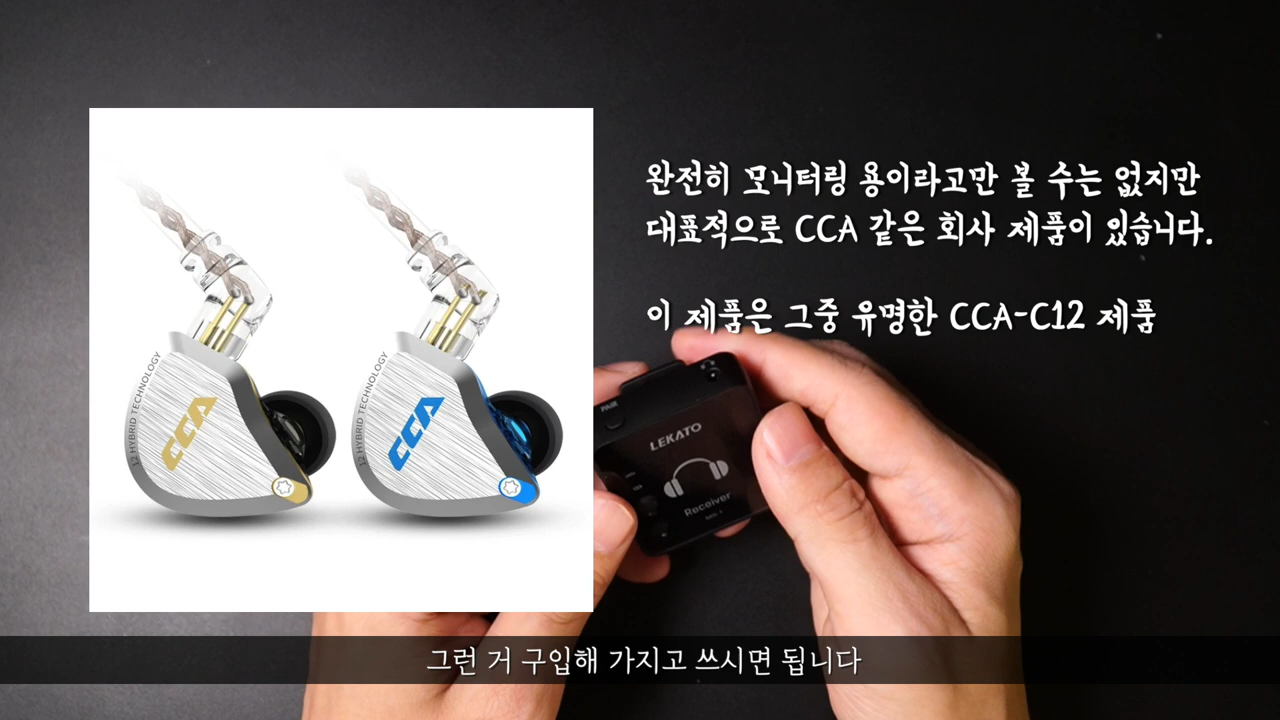 완전히 모니터링 용이라고만 볼 수는 없지만
대표적으로 CCA 같은 회사 제품이 있습니다.
이 제품은 그중 유명한 CCA-C12 제품
12 HYBRID TECHNOLOGY
CCA
12 HYBRID TECHNOLOGY
CCA
PAIR
LEKATO
Receiver
그런 거 구입해 가지고 쓰시면 됩니다